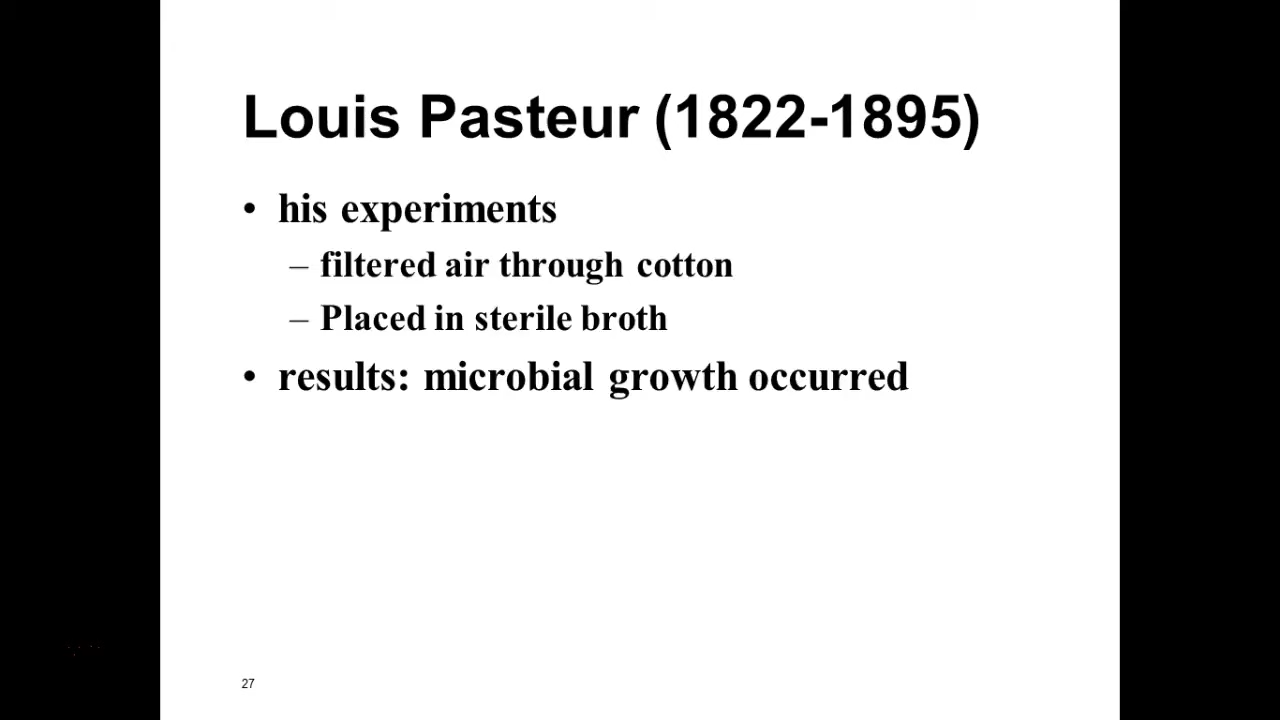 Louis Pasteur (1822-1895)
• his experiments
– filtered air through cotton
– Placed in sterile broth
• results: microbial growth occurred
27